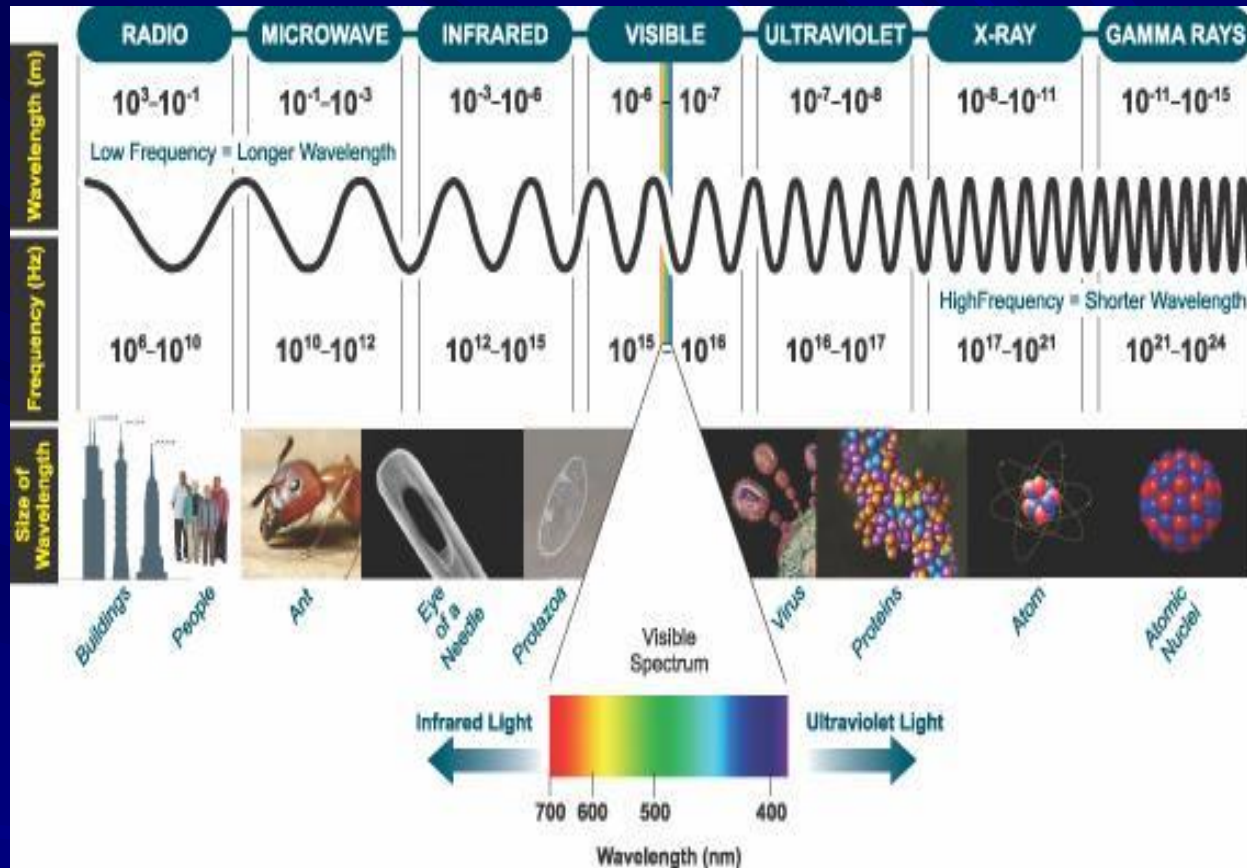 RADIO MICROWAVE INFRARED VISIBLE ULTRAVIOLET X-RAY GAMMA RAYS
Wavelength (m)
10³-10⁻¹ 10⁻¹-10⁻³ 10⁻³-10⁻⁶ 10⁻⁶ - 10⁻⁷ 10⁻⁷-10⁻⁸ 10⁻⁸-10⁻¹¹ 10⁻¹¹-10⁻¹⁵
Low Frequency = Longer Wavelength
Frequency (Hz)
HighFrequency = Shorter Wavelength
10⁶-10¹⁰ 10¹⁰-10¹² 10¹²-10¹⁵ 10¹⁵ - 10¹⁶ 10¹⁶-10¹⁷ 10¹⁷-10²¹ 10²¹-10²⁴
Size of
Wavelength
Buildings
People
Ant
Eye
of a
Needle
Protazoa
Virus
Proteins
Atom
Atomic
Nuclei
Visible
Spectrum
Infrared Light
Ultraviolet Light
700 600 500 400
Wavelength (nm)